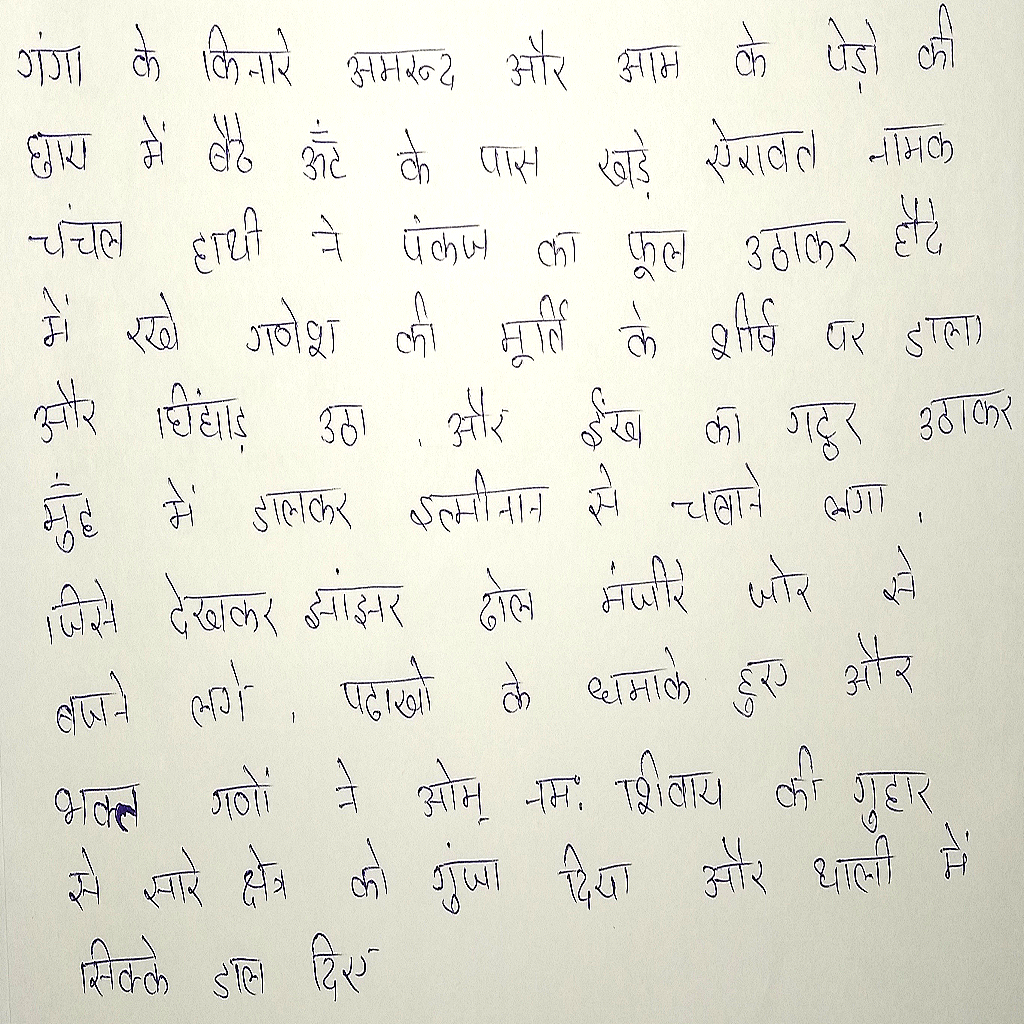 गंगा के किनारे अमरूद और आम के पेड़ो की
छाय में बैठे ऊँट के पास खड़े ऐरावत नामक
चंचल हाथी ने पंकज का फूल उठाकर हौदे
में रखे गणेश की मूर्ति के शीर्ष पर डाला
और चिंघाड़ उठा , और ईख का गट्ठर उठाकर
मुँह में डालकर इत्मीनान से चबाने लगा ,
जिसे देखकर झांझर ढोल मंजीरे जोर से
बजने लगे , पटाखो के धमाके हुए और
भक्त गणों ने ओम् नमः शिवाय की गुहार
से सारे क्षेत्र को गुंजा दिया और थाली में
सिक्के डाल दिए